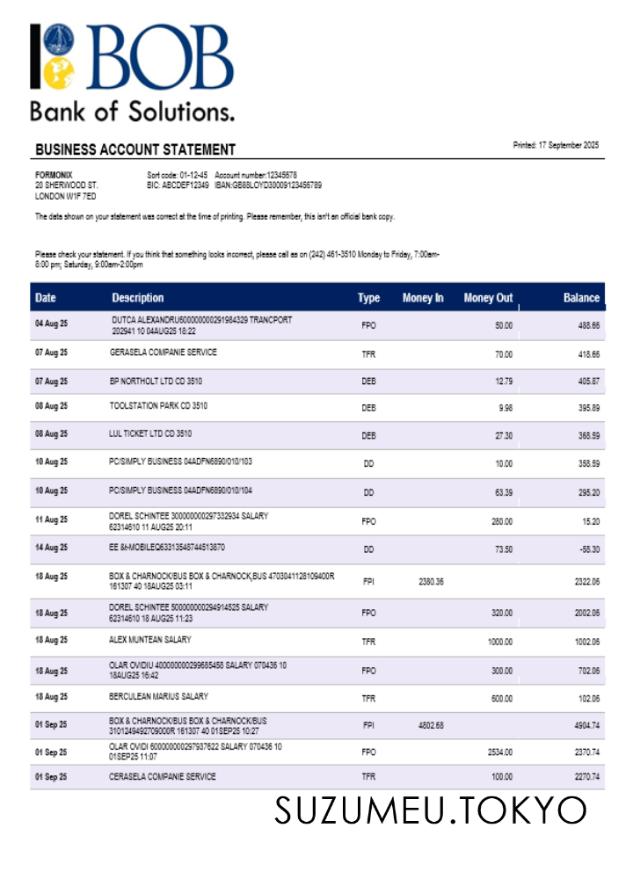 BOB
Bank of Solutions.
BUSINESS ACCOUNT STATEMENT
Printed: 17 September 2025
FORMONIX
20 SHERWOOD ST.
LONDON W1F 7ED
Sort code: 01-12-45 Account number:12345678
BIC: ABCDEF12349 IBAN:GB88LOYD30009123456789
The data shown on your statement was correct at the time of printing. Please remember, this isn't an official bank copy.
Please check your statement. If you think that something looks incorrect, please call as on (242) 461-3510 Monday to Friday, 7:00am-
8:00 pm; Saturday, 9:00am-2:00pm
Date Description Type Money In Money Out Balance
04 Aug 25 DUTCA ALEXANDRU600000000291984329 TRANCPORT
202941 10 04AUG25 18:22 FPO 50.00 488.66
07 Aug 25 GERASELA COMPANIE SERVICE TFR 70.00 418.66
07 Aug 25 BP NORTHOLT LTD CD 3510 DEB 12.79 405.87
08 Aug 25 TOOLSTATION PARK CD 3510 DEB 9.98 395.89
08 Aug 25 LUL TICKET LTD CD 3510 DEB 27.30 368.59
10 Aug 25 PC/SIMPLY BUSINESS 04ADFN6890/010/103 DD 10.00 358.59
10 Aug 25 PC/SIMPLY BUSINESS 04ADFN6890/010/104 DD 63.39 295.20
11 Aug 25 DOREL SCHINTEE 300000000297332934 SALARY
62314610 11 AUG25 20:11 FPO 280.00 15.20
14 Aug 25 EE &T-MOBILEQ63313548744513870 DD 73.50 -58.30
18 Aug 25 BOX & CHARNOCK/BUS BOX & CHARNOCK,BUS 4703041128109400R
161307 40 18AUG25 03:11 FPI 2380.36 2322.06
18 Aug 25 DOREL SCHINTEE 500000000294914525 SALARY
62314610 18 AUG25 11:23 FPO 320.00 2002.06
18 Aug 25 ALEX MUNTEAN SALARY TFR 1000.00 1002.06
18 Aug 25 OLAR OVIDIU 400000000299685458 SALARY 070436 10
18AUG25 16:42 FPO 300.00 702.06
18 Aug 25 BERCULEAN MARIUS SALARY TFR 600.00 102.06
01 Sep 25 BOX & CHARNOCK/BUS BOX & CHARNOCK/BUS
3101249492709000R 161307 40 01SEP25 10:27 FPI 4802.68 4904.74
01 Sep 25 OLAR OVIDI 600000000297937622 SALARY 070436 10
01SEP25 11:07 FPO 2534.00 2370.74
01 Sep 25 CERASELA COMPANIE SERVICE TFR 100.00 2270.74
SUZUMEU.TOKYO